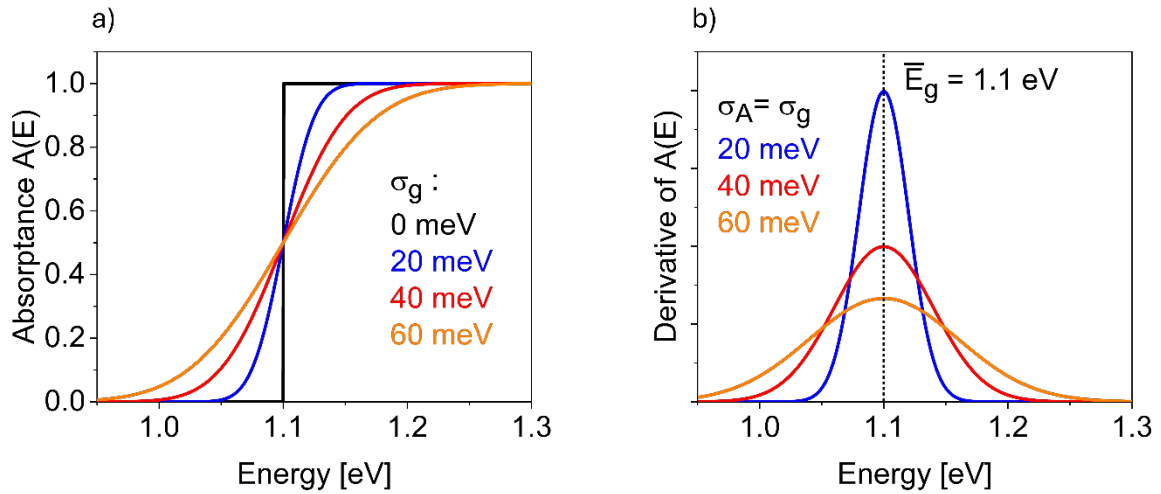 a)
Absorptance A(E)
1.0
0.8
0.6
0.4
0.2
0.0
σg :
0 meV
20 meV
40 meV
60 meV
1.0
1.1
1.2
1.3
Energy [eV]
b)
Derivative of A(E)
E̅g = 1.1 eV
σA= σg
20 meV
40 meV
60 meV
1.0
1.1
1.2
1.3
Energy [eV]